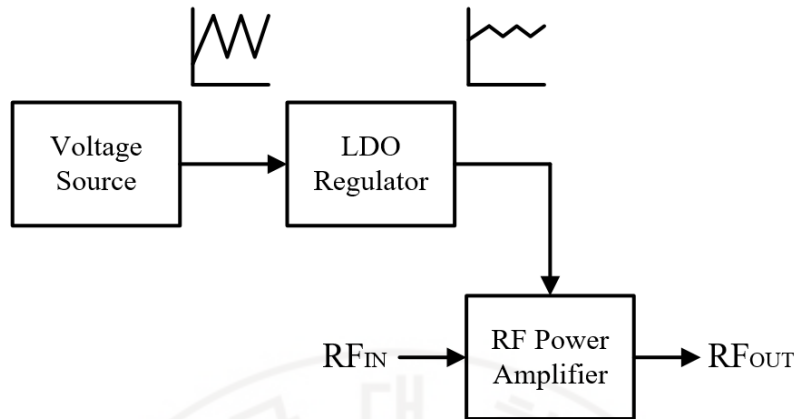 Voltage
Source
LDO
Regulator
RFIN
RF Power
Amplifier
RFOUT